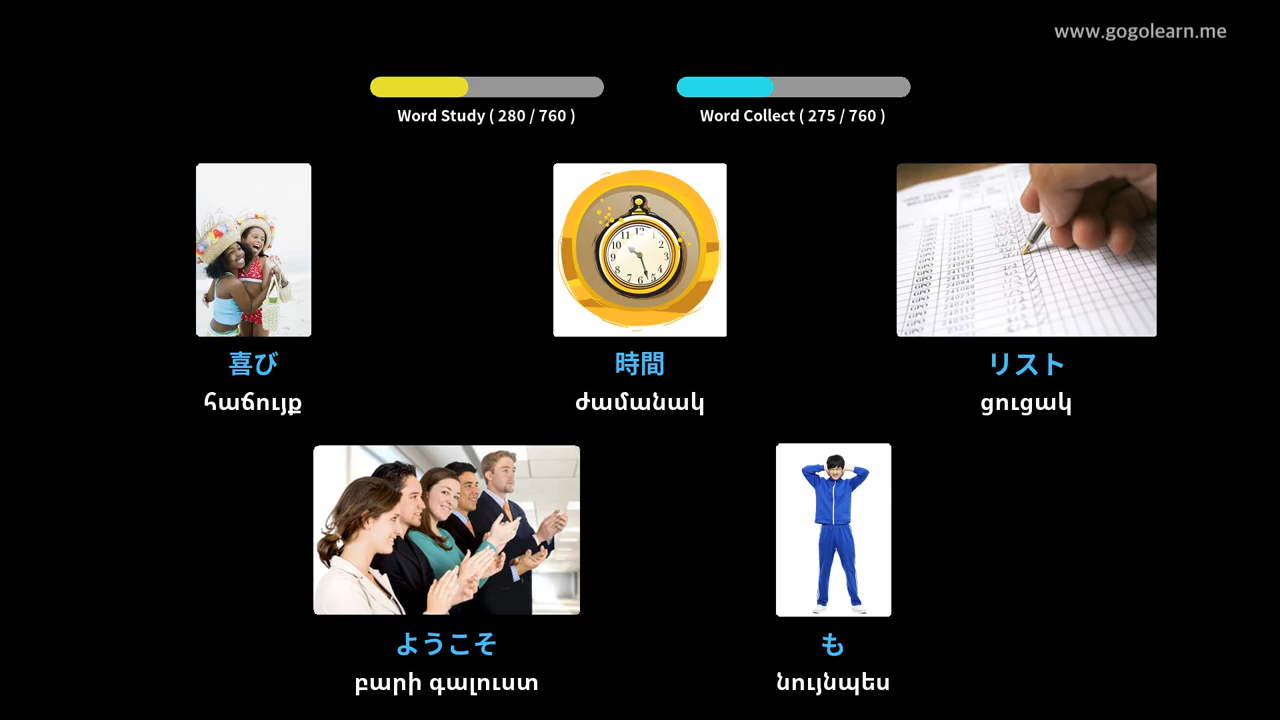 www.gogolearn.me
Word Study ( 280 / 760 )
Word Collect ( 275 / 760 )
喜び
հաճույք
時間
ժամանակ
リスト
ցուցակ
ようこそ
բարի գալուստ
も
նույնպես